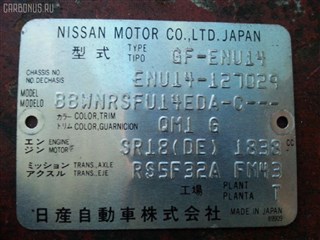 CARBONUS.RU
NISSAN MOTOR CO.,LTD.JAPAN
型式 TYPE TIPO GF-ENU14
CHASSIS NO NO DECHASIS ENU14-127029
MODEL MODELO BBWNRSFU14EDA-Q---
カラー COLOR,TRIM
トリム COLOR,GUARNICION QM1 G
エンジン ENGINE MOTOR SR18(DE) 1838 CC
ミッション TRANS.,AXLE
アクスル TRANS.,EJE RS5F32A FM43
工場 PLANT PLANTA T
日産自動車株式会社 MADE IN JAPAN